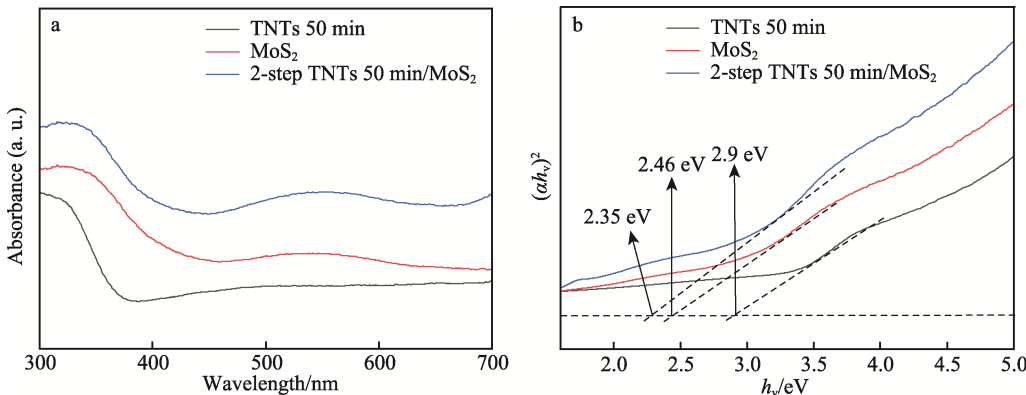 a
TNTs 50 min
MoS₂
2-step TNTs 50 min/MoS₂
Absorbance (a. u.)
300
400
500
600
700
Wavelength/nm
b
TNTs 50 min
MoS₂
2-step TNTs 50 min/MoS₂
2.46 eV
2.9 eV
2.35 eV
(αhᵥ)²
2.0
2.5
3.0
3.5
4.0
4.5
5.0
hᵥ/eV